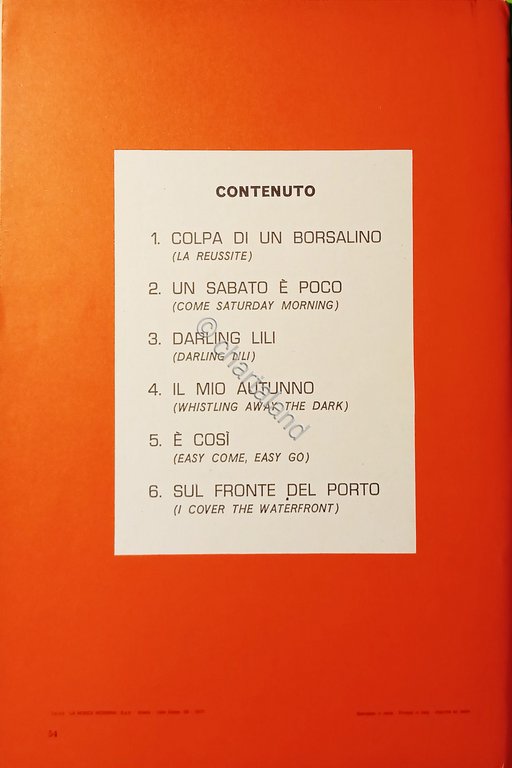 CONTENUTO
1. COLPA DI UN BORSALINO
(LA REUSSITE)
2. UN SABATO È POCO
(COME SATURDAY MORNING)
3. DARLING LILI
(DARLING LILI)
4. IL MIO AUTUNNO
(WHISTLING AWAY THE DARK)
5. È COSÌ
(EASY COME, EASY GO)
6. SUL FRONTE DEL PORTO
(I COVER THE WATERFRONT)
© chartaland
54